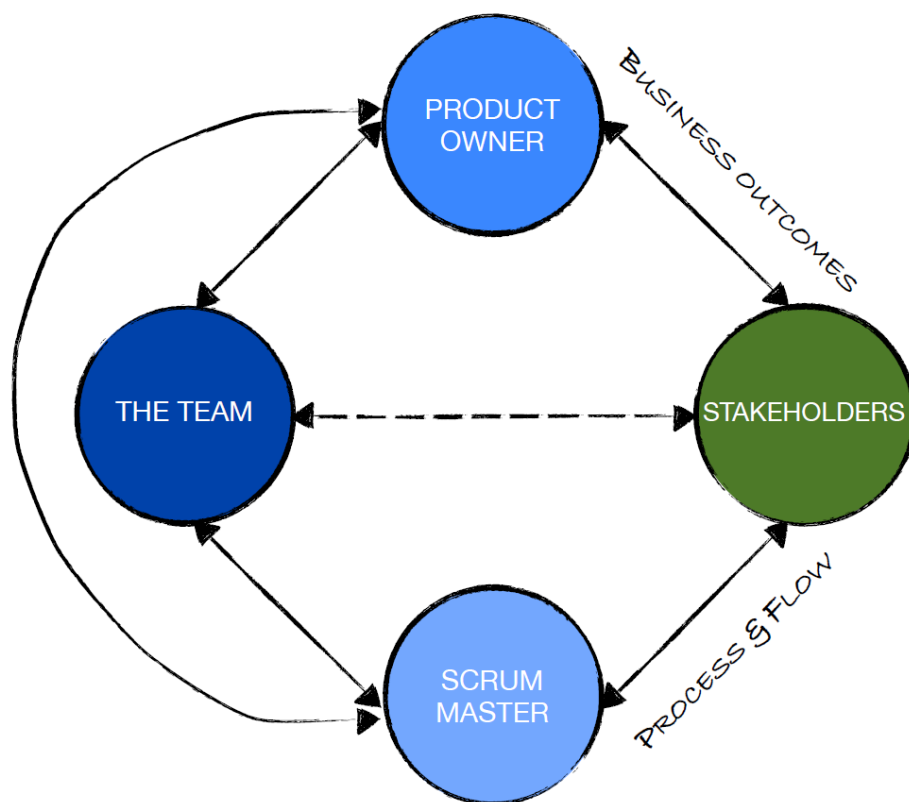 PRODUCT
OWNER
BUSINESS OUTCOMES
THE TEAM
STAKEHOLDERS
SCRUM
MASTER
PROCESS & FLOW